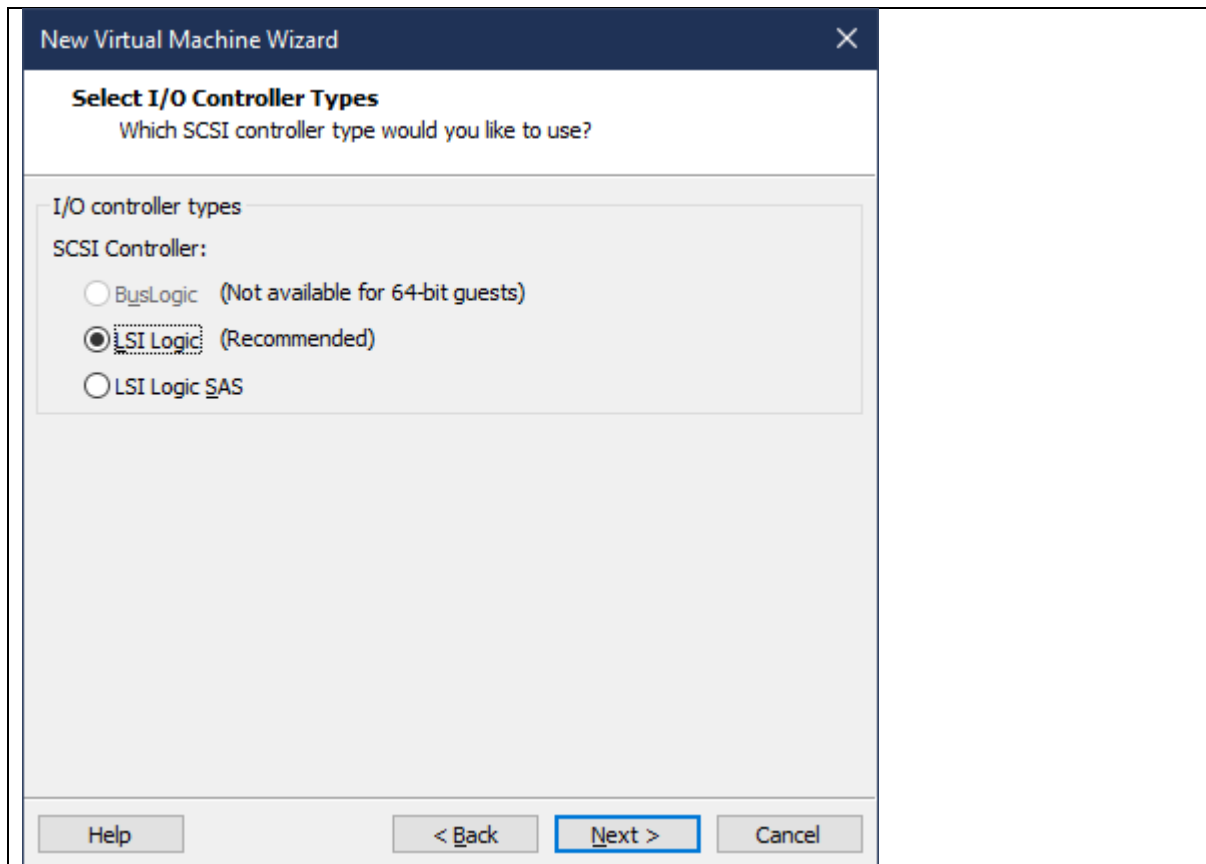 New Virtual Machine Wizard
Select I/O Controller Types
Which SCSI controller type would you like to use?
I/O controller types
SCSI Controller:
BusLogic (Not available for 64-bit guests)
LSI Logic (Recommended)
LSI Logic SAS
Help < Back Next > Cancel